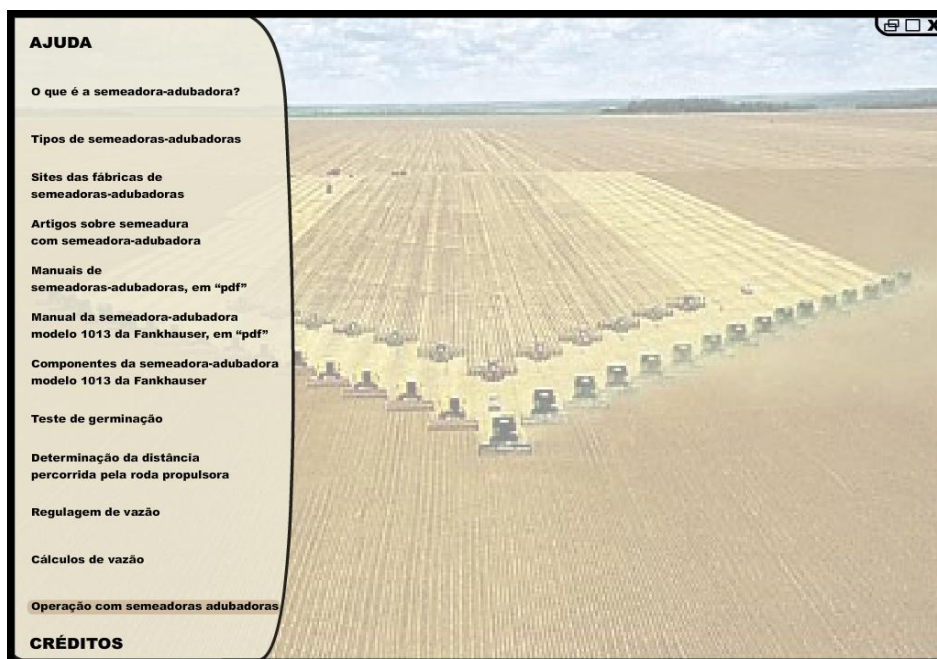 AJUDA
O que é a semeadora-adubadora?
Tipos de semeadoras-adubadoras
Sites das fábricas de
semeadoras-adubadoras
Artigos sobre semeadura
com semeadora-adubadora
Manuais de
semeadoras-adubadoras, em “pdf”
Manual da semeadora-adubadora
modelo 1013 da Fankhauser, em “pdf”
Componentes da semeadora-adubadora
modelo 1013 da Fankhauser
Teste de germinação
Determinação da distância
percorrida pela roda propulsora
Regulagem de vazão
Cálculos de vazão
Operação com semeadoras adubadoras
CRÉDITOS